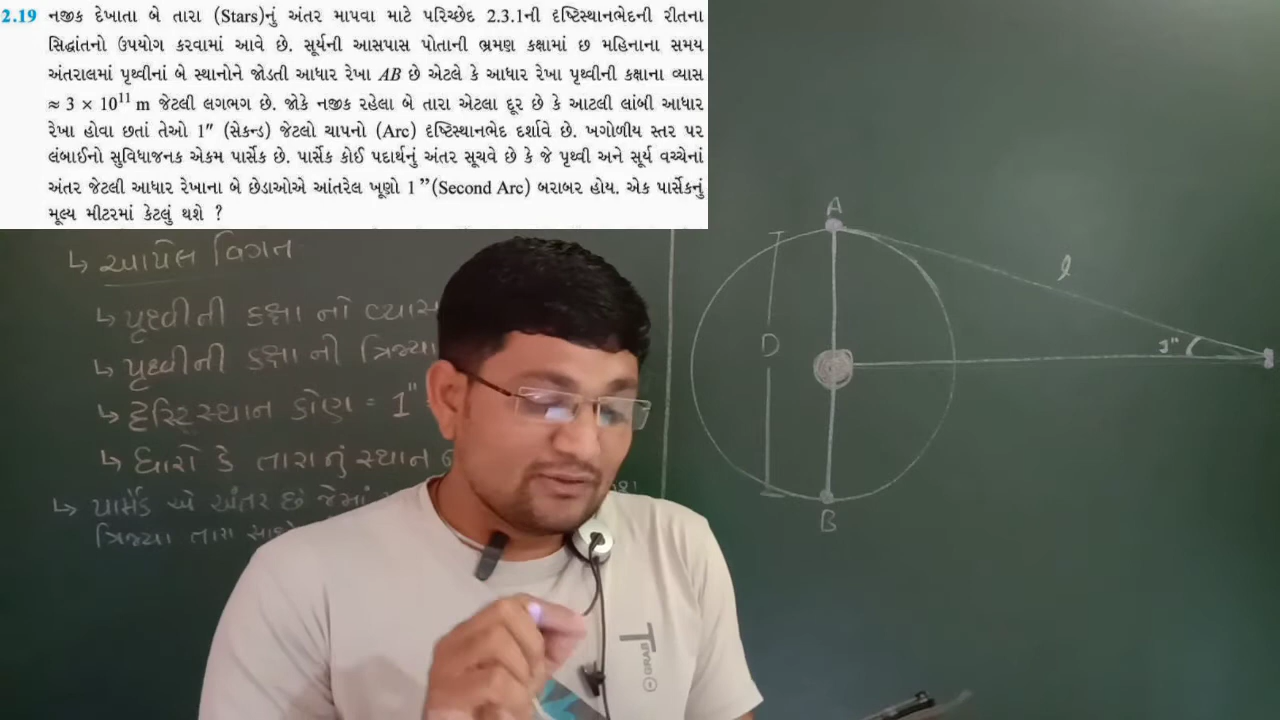 2.19 નજીક દેખાતા બે તારા (Stars)નું અંતર માપવા માટે પરિચ્છેદ 2.3.1ની દૃષ્ટિસ્થાનભેદની રીતના
સિદ્ધાંતનો ઉપયોગ કરવામાં આવે છે. સૂર્યની આસપાસ પોતાની ભ્રમણ કક્ષામાં છ મહિનાના સમય
અંતરાલમાં પૃથ્વીનાં બે સ્થાનોને જોડતી આધાર રેખા AB છે એટલે કે આધાર રેખા પૃથ્વીની કક્ષાના વ્યાસ
≈ 3 × 10¹¹ m જેટલી લગભગ છે. જોકે નજીક રહેલા બે તારા એટલા દૂર છે કે આટલી લાંબી આધાર
રેખા હોવા છતાં તેઓ 1″ (સેકન્ડ) જેટલો ચાપનો (Arc) દૃષ્ટિસ્થાનભેદ દર્શાવે છે. ખગોળીય સ્તર પર
લંબાઈનો સુવિધાજનક એકમ પાર્સેક છે. પાર્સેક કોઈ પદાર્થનું અંતર સૂચવે છે કે જે પૃથ્વી અને સૂર્ય વચ્ચેનાં
અંતર જેટલી આધાર રેખાના બે છેડાઓએ આંતરેલ ખૂણો 1 ”(Second Arc) બરાબર હોય. એક પાર્સેકનું
મૂલ્ય મીટરમાં કેટલું થશે ?
↳ આપેલ વિગત
↳ પૃથ્વીની કક્ષા નો વ્યાસ
↳ પૃથ્વીની કક્ષા ની ત્રિજ્યા
↳ સ્થાન કોણ = 1"
↳ ધારો કે તારાનું સ્થાન
↳ પાર્સેક એ અંતર છે જેમાં
ત્રિજ્યા તારા
A
l
D
1"
B
T
GRAB